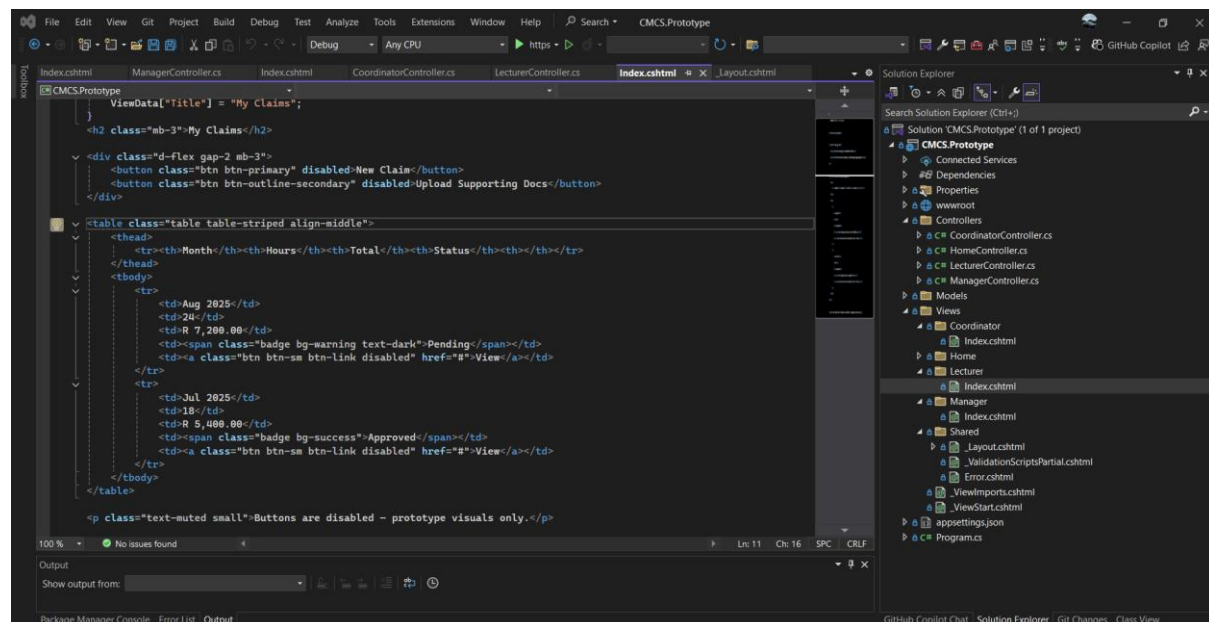 File Edit View Git Project Build Debug Test Analyze Tools Extensions Window Help Search CMCS.Prototype
Debug Any CPU https GitHub Copilot
Toolbox
Index.cshtml ManagerController.cs Index.cshtml CoordinatorController.cs LecturerController.cs Index.cshtml _Layout.cshtml
CMCS.Prototype
ViewData["Title"] = "My Claims";
}
<h2 class="mb-3">My Claims</h2>
<div class="d-flex gap-2 mb-3">
<button class="btn btn-primary" disabled>New Claim</button>
<button class="btn btn-outline-secondary" disabled>Upload Supporting Docs</button>
</div>
<table class="table table-striped align-middle">
<thead>
<tr><th>Month</th><th>Hours</th><th>Total</th><th>Status</th><th></th></tr>
</thead>
<tbody>
<tr>
<td>Aug 2025</td>
<td>24</td>
<td>R 7,200.00</td>
<td><span class="badge bg-warning text-dark">Pending</span></td>
<td><a class="btn btn-sm btn-link disabled" href="#">View</a></td>
</tr>
<tr>
<td>Jul 2025</td>
<td>18</td>
<td>R 5,400.00</td>
<td><span class="badge bg-success">Approved</span></td>
<td><a class="btn btn-sm btn-link disabled" href="#">View</a></td>
</tr>
</tbody>
</table>
<p class="text-muted small">Buttons are disabled – prototype visuals only.</p>
100 % No issues found Ln: 11 Ch: 16 SPC CRLF
Output
Show output from:
Package Manager Console Error List Output
Solution Explorer
Search Solution Explorer (Ctrl+;)
Solution 'CMCS.Prototype' (1 of 1 project)
CMCS.Prototype
Connected Services
Dependencies
Properties
wwwroot
Controllers
C# CoordinatorController.cs
C# HomeController.cs
C# LecturerController.cs
C# ManagerController.cs
Models
Views
Coordinator
Index.cshtml
Home
Lecturer
Index.cshtml
Manager
Index.cshtml
Shared
_Layout.cshtml
_ValidationScriptsPartial.cshtml
Error.cshtml
_ViewImports.cshtml
_ViewStart.cshtml
appsettings.json
C# Program.cs
GitHub Copilot Chat Solution Explorer Git Changes Class View